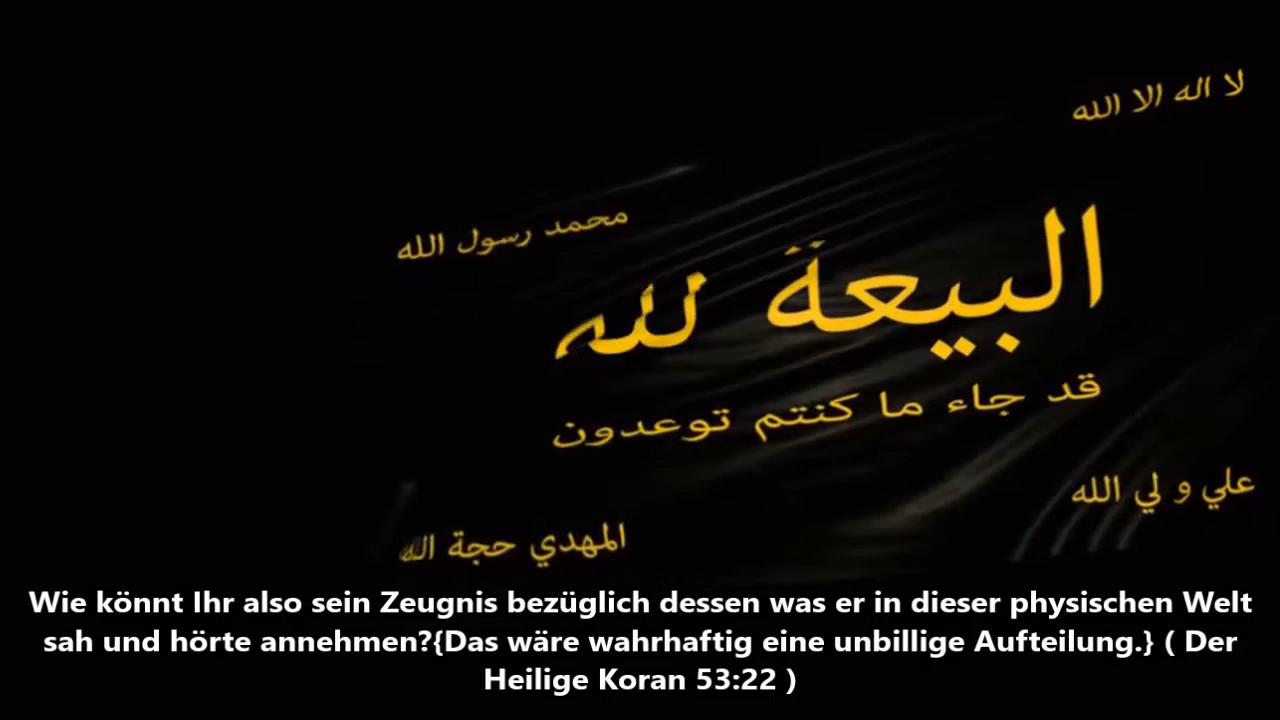 لا اله الا الله
محمد رسول الله
البيعة لله
قد جاء ما كنتم توعدون
علي و لي الله
المهدي حجة الله
Wie könnt Ihr also sein Zeugnis bezüglich dessen was er in dieser physischen Welt
sah und hörte annehmen?{Das wäre wahrhaftig eine unbillige Aufteilung.} ( Der
Heilige Koran 53:22 )